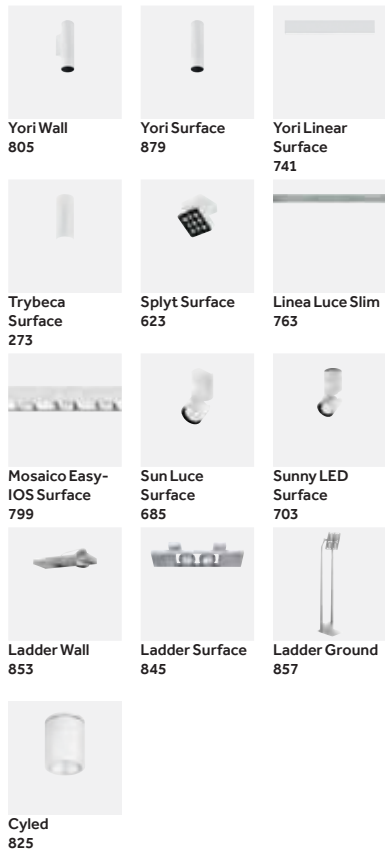 Yori Wall
805
Yori Surface
879
Yori Linear
Surface
741
Trybeca
Surface
273
Splyt Surface
623
Linea Luce Slim
763
Mosaico Easy-
IOS Surface
799
Sun Luce
Surface
685
Sunny LED
Surface
703
Ladder Wall
853
Ladder Surface
845
Ladder Ground
857
Cyled
825